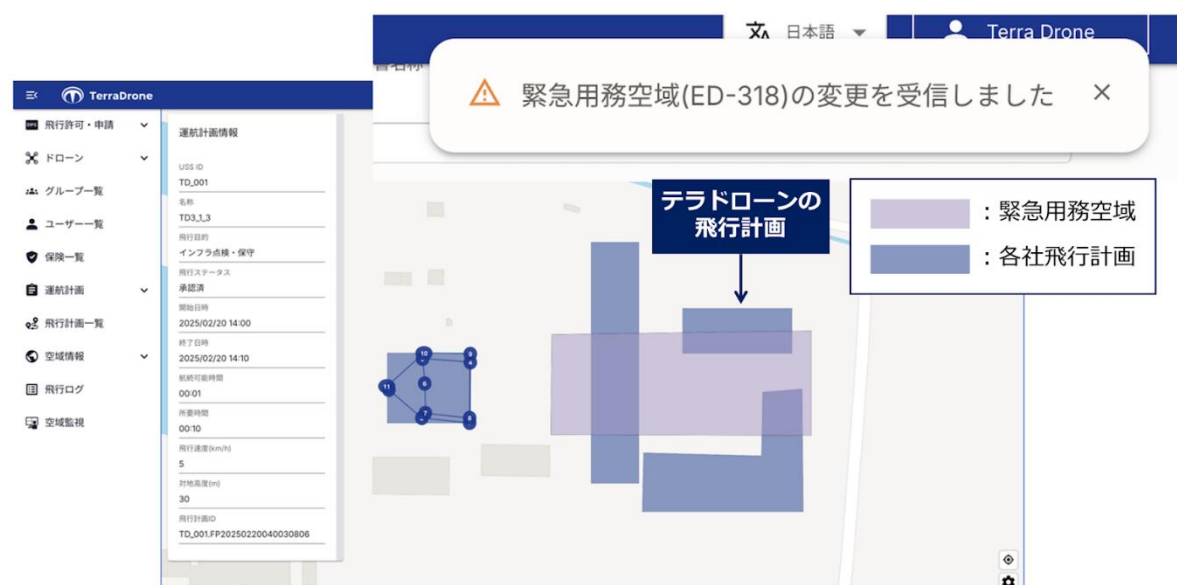 日本語
Terra Drone
緊急用務空域(ED-318)の変更を受信しました
TerraDrone
飛行許可・申請
ドローン
グループ一覧
ユーザー一覧
保険一覧
運航計画
飛行計画一覧
空域情報
飛行ログ
空域監視
運航計画情報
USS ID
TD_001
名称
TD3_1_3
飛行目的
インフラ点検・保守
飛行ステータス
承認済
開始日時
2025/02/20 14:00
終了日時
2025/02/20 14:10
航続可能時間
00:01
所要時間
00:10
飛行速度(km/h)
5
対地高度(m)
30
飛行計画ID
TD_001.FP20250220040030806
テラドローンの
飛行計画
：緊急用務空域
：各社飛行計画
10
9
4
11
6
7
8